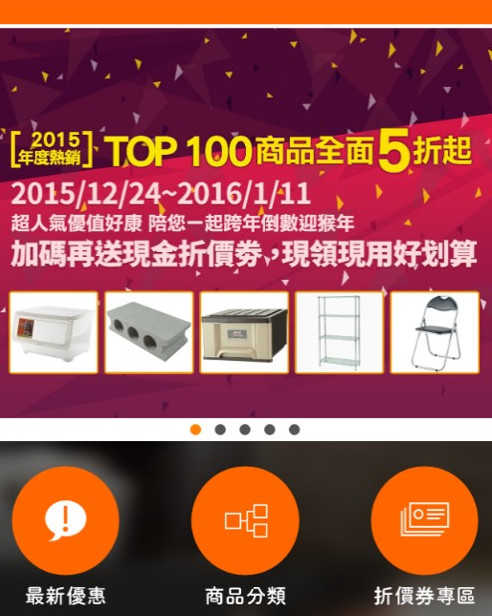 2015
年度熱銷
TOP 100商品全面5折起
2015/12/24~2016/1/11
超人氣優值好康 陪您一起跨年倒數迎猴年
加碼再送現金折價券,現領現用好划算
最新優惠
商品分類
折價券專區